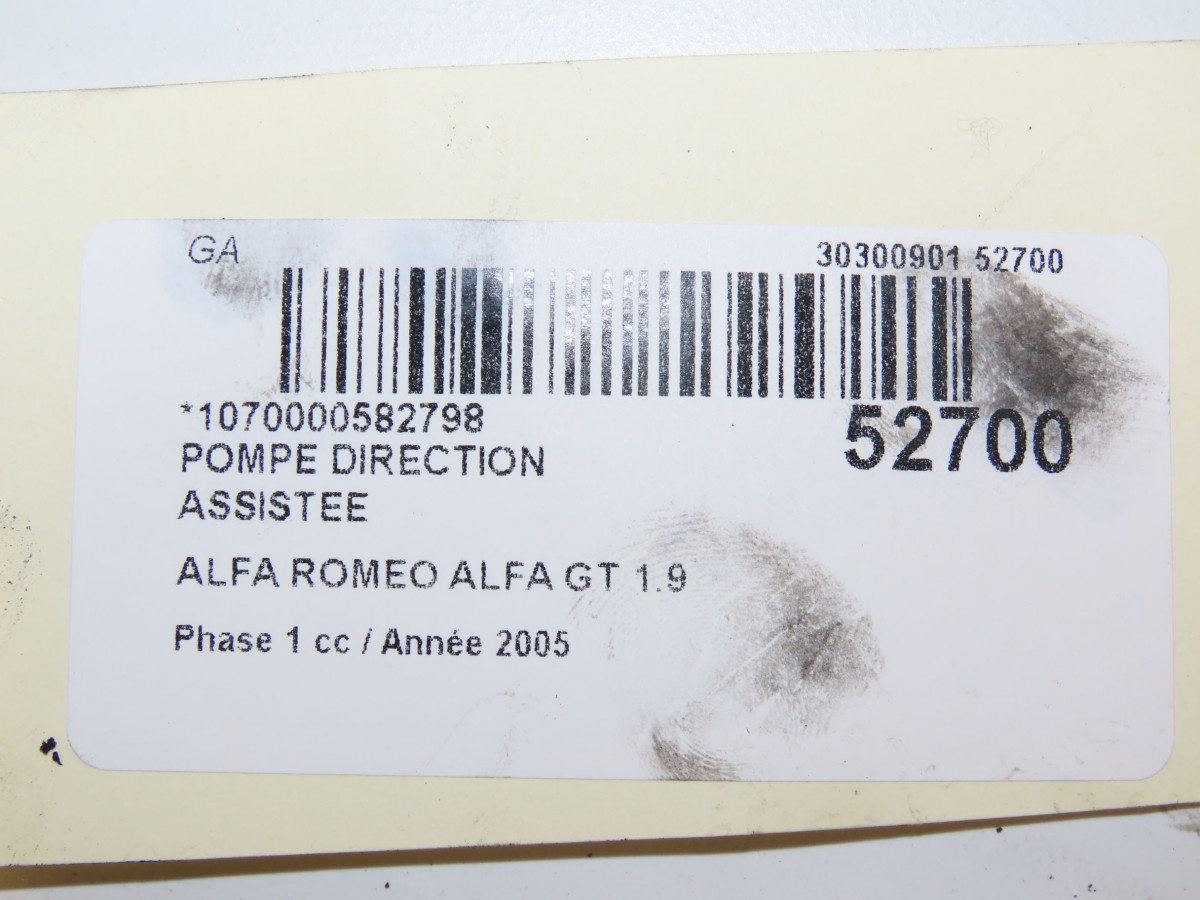 GA
30300901 52700
*1070000582798
52700
POMPE DIRECTION
ASSISTEE
ALFA ROMEO ALFA GT 1.9
Phase 1 cc / Année 2005